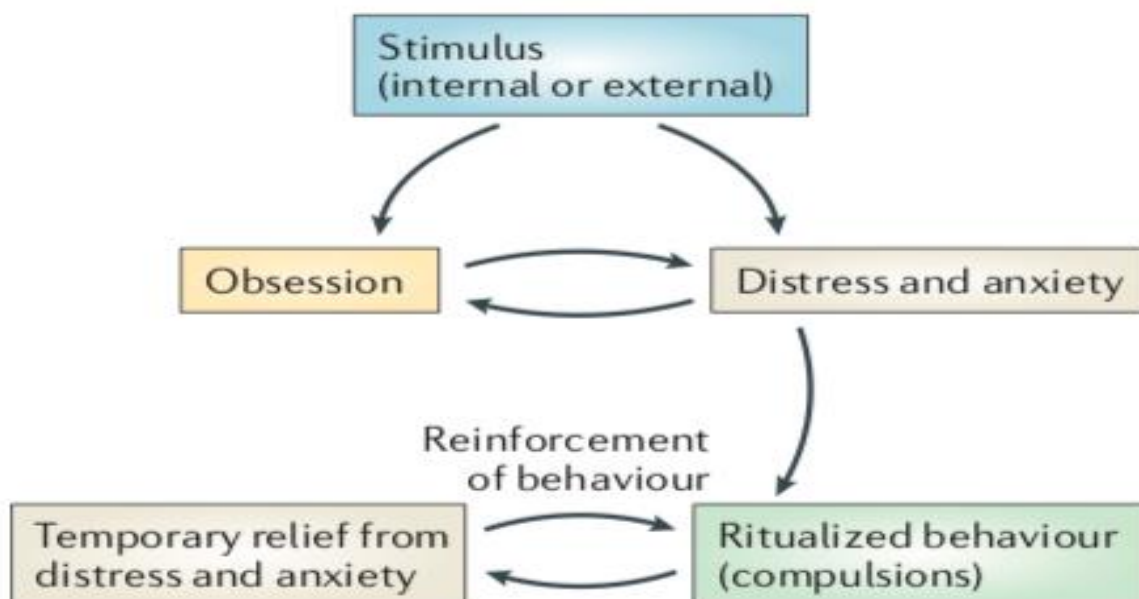 Stimulus
(internal or external)
Obsession
Distress and anxiety
Reinforcement
of behaviour
Temporary relief from
distress and anxiety
Ritualized behaviour
(compulsions)